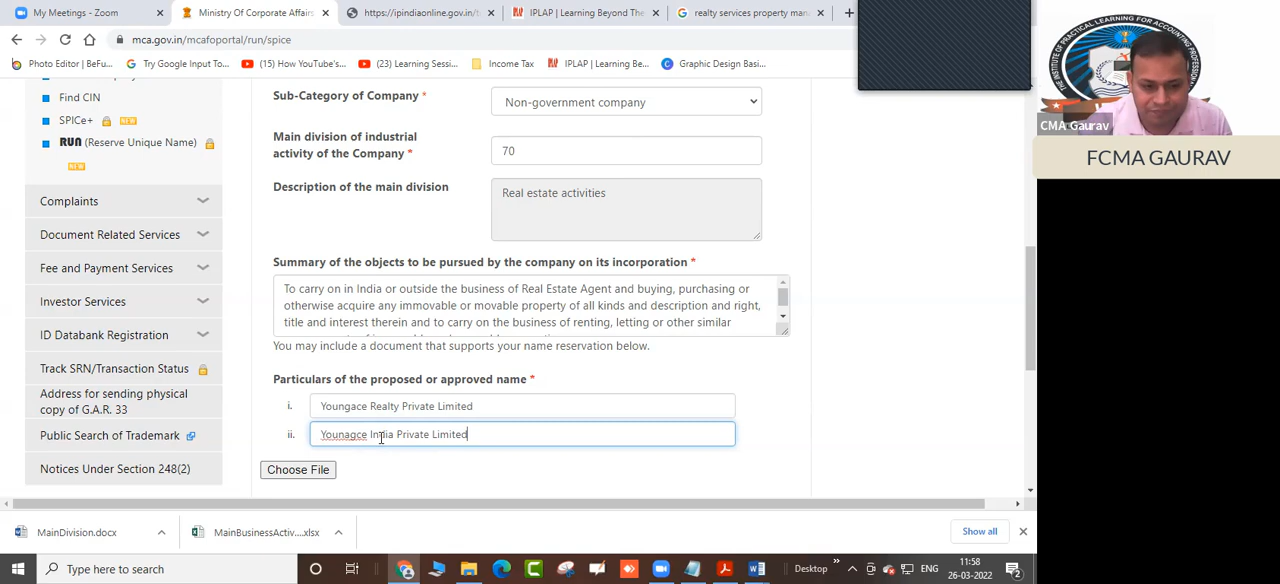 My Meetings - Zoom
Ministry Of Corporate Affairs
https://ipindiaonline.gov.in/t
IPLAP | Learning Beyond The
realty services property man
mca.gov.in/mcafoportal/run/spice
Photo Editor | BeFu...
Try Google Input To...
(15) How YouTube's...
(23) Learning Sessi...
Income Tax
IPLAP | Learning Be...
Graphic Design Basi...
CMA Gaurav
FCMA GAURAV
Find CIN
SPICe+ NEW
RUN (Reserve Unique Name)
NEW
Complaints
Document Related Services
Fee and Payment Services
Investor Services
ID Databank Registration
Track SRN/Transaction Status
Address for sending physical
copy of G.A.R. 33
Public Search of Trademark
Notices Under Section 248(2)
Sub-Category of Company *
Non-government company
Main division of industrial
activity of the Company *
70
Description of the main division
Real estate activities
Summary of the objects to be pursued by the company on its incorporation *
To carry on in India or outside the business of Real Estate Agent and buying, purchasing or
otherwise acquire any immovable or movable property of all kinds and description and right,
title and interest therein and to carry on the business of renting, letting or other similar
You may include a document that supports your name reservation below.
Particulars of the proposed or approved name *
i. Youngace Realty Private Limited
ii. Younagce India Private Limited
Choose File
MainDivision.docx
MainBusinessActiv....xlsx
Show all
Type here to search
Desktop
ENG
11:58
26-03-2022
2